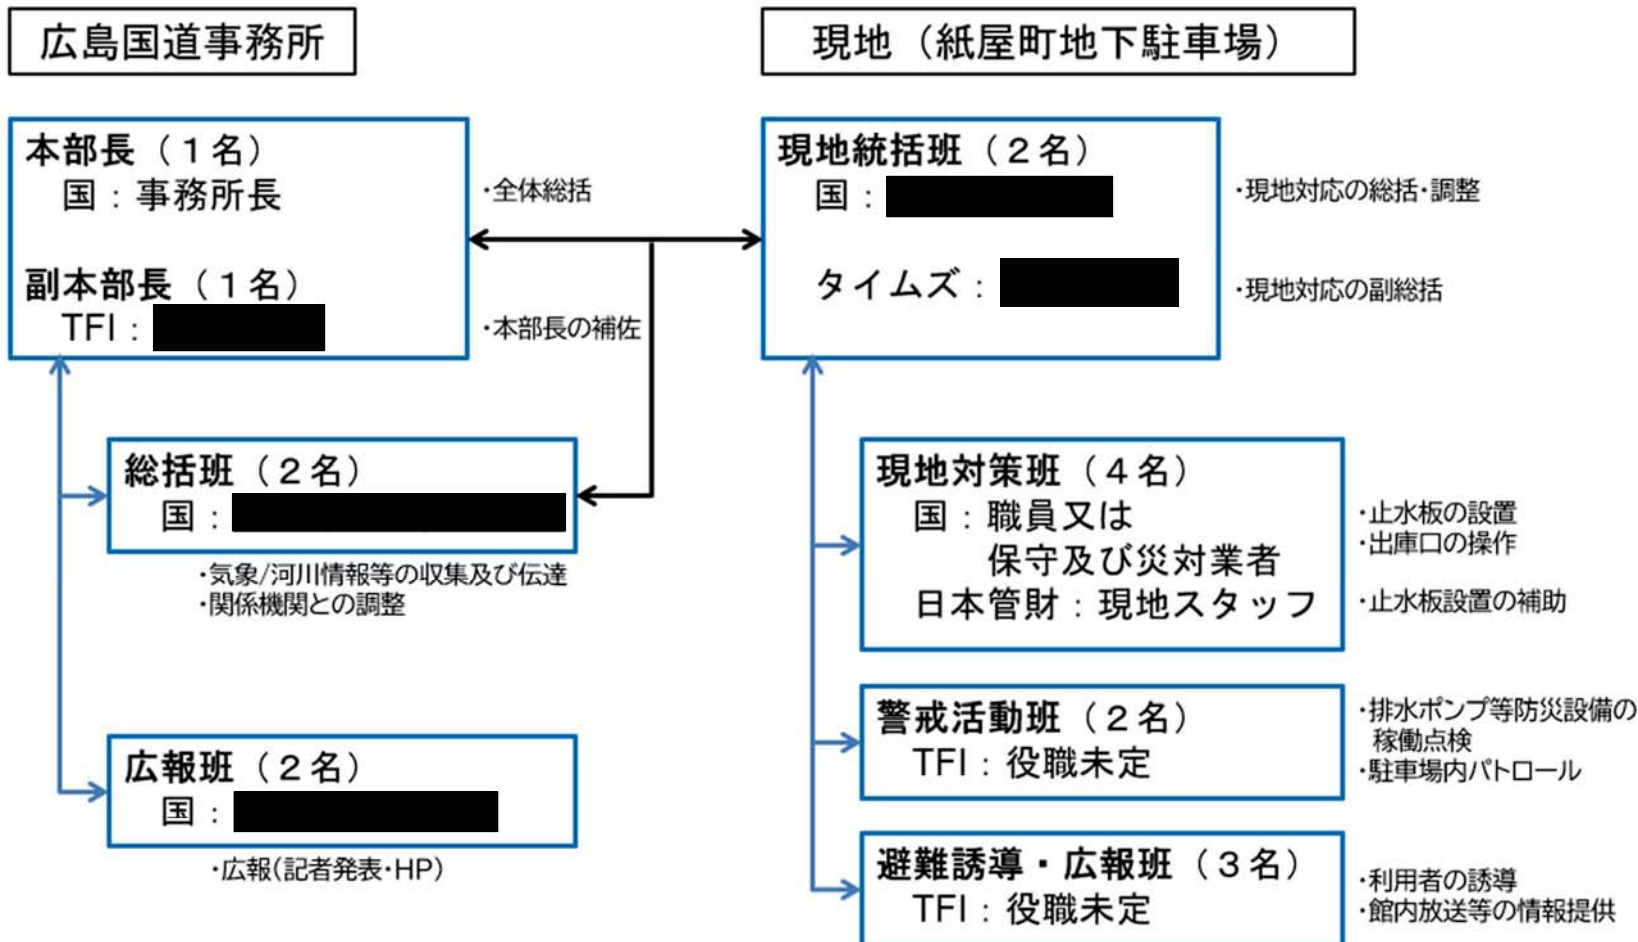 広島国道事務所
本部長（１名）
国：事務所長
・全体総括
副本部長（１名）
TFI：
・本部長の補佐
総括班（２名）
国：
・気象/河川情報等の収集及び伝達
・関係機関との調整
広報班（２名）
国：
・広報(記者発表・HP)
現地（紙屋町地下駐車場）
現地統括班（２名）
国：
・現地対応の総括・調整
タイムズ：
・現地対応の副総括
現地対策班（４名）
国：職員又は
保守及び災対業者
・止水板の設置
・出庫口の操作
日本管財：現地スタッフ
・止水板設置の補助
警戒活動班（２名）
TFI：役職未定
・排水ポンプ等防災設備の
稼働点検
・駐車場内パトロール
避難誘導・広報班（３名）
TFI：役職未定
・利用者の誘導
・館内放送等の情報提供